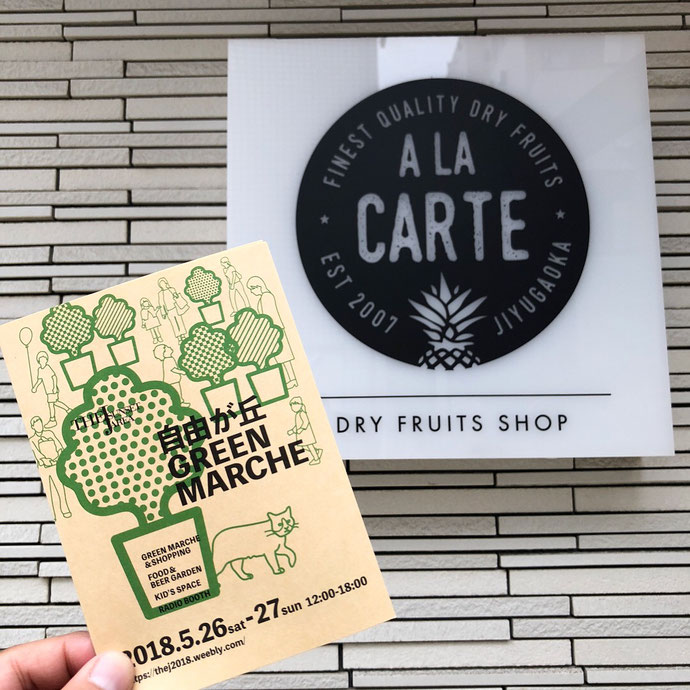 FINEST QUALITY DRY FRUITS
A LA
CARTE
EST 2007
JIYUGAOKA
DRY FRUITS SHOP
自由が丘
GREEN
MARCHE
GREEN MARCHE
& SHOPPING
FOOD &
BEER GARDEN
KID'S SPACE
RADIO BOOTH
2018.5.26sat-27sun 12:00-18:00
https://thej2018.weebly.com/